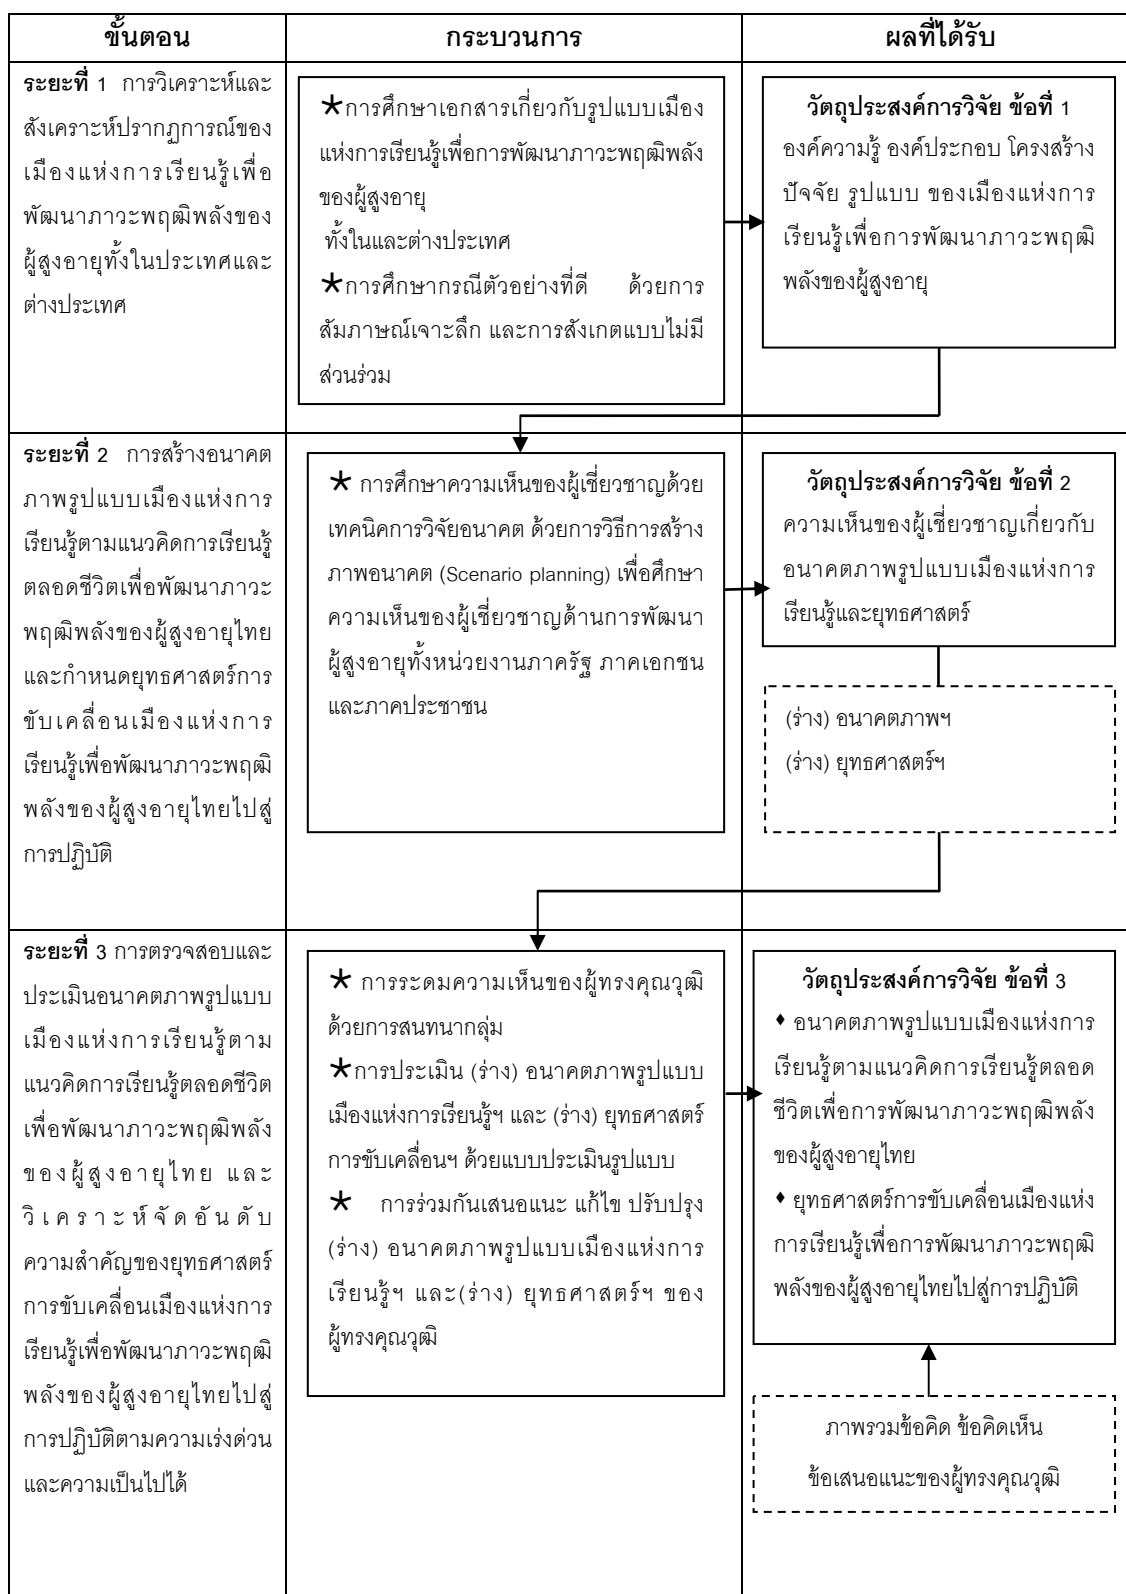 ขั้นตอน
กระบวนการ
ผลที่ได้รับ
ระยะที่ 1 การวิเคราะห์และ
สังเคราะห์ปรากฏการณ์ของ
เมืองแห่งการเรียนรู้เพื่อ
พัฒนาภาวะพฤฒิพลังของ
ผู้สูงอายุทั้งในประเทศและ
ต่างประเทศ
★การศึกษาเอกสารเกี่ยวกับรูปแบบเมือง
แห่งการเรียนรู้เพื่อการพัฒนาภาวะพฤฒิพลัง
ของผู้สูงอายุ
ทั้งในและต่างประเทศ
★การศึกษากรณีตัวอย่างที่ดี ด้วยการ
สัมภาษณ์เจาะลึก และการสังเกตแบบไม่มี
ส่วนร่วม
วัตถุประสงค์การวิจัย ข้อที่ 1
องค์ความรู้ องค์ประกอบ โครงสร้าง
ปัจจัย รูปแบบ ของเมืองแห่งการ
เรียนรู้เพื่อการพัฒนาภาวะพฤฒิ
พลังของผู้สูงอายุ
ระยะที่ 2 การสร้างอนาคต
ภาพรูปแบบเมืองแห่งการ
เรียนรู้ตามแนวคิดการเรียนรู้
ตลอดชีวิตเพื่อพัฒนาภาวะ
พฤฒิพลังของผู้สูงอายุไทย
และกำหนดยุทธศาสตร์การ
ขับเคลื่อนเมืองแห่งการ
เรียนรู้เพื่อพัฒนาภาวะพฤฒิ
พลังของผู้สูงอายุไทยไปสู่
การปฏิบัติ
★ การศึกษาความเห็นของผู้เชี่ยวชาญด้วย
เทคนิคการวิจัยอนาคต ด้วยการวิธีการสร้าง
ภาพอนาคต (Scenario planning) เพื่อศึกษา
ความเห็นของผู้เชี่ยวชาญด้านการพัฒนา
ผู้สูงอายุทั้งหน่วยงานภาครัฐ ภาคเอกชน
และภาคประชาชน
วัตถุประสงค์การวิจัย ข้อที่ 2
ความเห็นของผู้เชี่ยวชาญเกี่ยวกับ
อนาคตภาพรูปแบบเมืองแห่งการ
เรียนรู้และยุทธศาสตร์
(ร่าง) อนาคตภาพฯ
(ร่าง) ยุทธศาสตร์ฯ
ระยะที่ 3 การตรวจสอบและ
ประเมินอนาคตภาพรูปแบบ
เมืองแห่งการเรียนรู้ตาม
แนวคิดการเรียนรู้ตลอดชีวิต
เพื่อพัฒนาภาวะพฤฒิพลัง
ของผู้สูงอายุไทย และ
วิเคราะห์จัดอันดับ
ความสำคัญของยุทธศาสตร์
การขับเคลื่อนเมืองแห่งการ
เรียนรู้เพื่อพัฒนาภาวะพฤฒิ
พลังของผู้สูงอายุไทยไปสู่
การปฏิบัติตามความเร่งด่วน
และความเป็นไปได้
★ การระดมความเห็นของผู้ทรงคุณวุฒิ
ด้วยการสนทนากลุ่ม
★การประเมิน (ร่าง) อนาคตภาพรูปแบบ
เมืองแห่งการเรียนรู้ฯ และ (ร่าง) ยุทธศาสตร์
การขับเคลื่อนฯ ด้วยแบบประเมินรูปแบบ
★ การร่วมกันเสนอแนะ แก้ไข ปรับปรุง
(ร่าง) อนาคตภาพรูปแบบเมืองแห่งการ
เรียนรู้ฯ และ(ร่าง) ยุทธศาสตร์ฯ ของ
ผู้ทรงคุณวุฒิ
วัตถุประสงค์การวิจัย ข้อที่ 3
♦ อนาคตภาพรูปแบบเมืองแห่งการ
เรียนรู้ตามแนวคิดการเรียนรู้ตลอด
ชีวิตเพื่อการพัฒนาภาวะพฤฒิพลัง
ของผู้สูงอายุไทย
♦ ยุทธศาสตร์การขับเคลื่อนเมืองแห่ง
การเรียนรู้เพื่อการพัฒนาภาวะพฤฒิ
พลังของผู้สูงอายุไทยไปสู่การปฏิบัติ
ภาพรวมข้อคิด ข้อคิดเห็น
ข้อเสนอแนะของผู้ทรงคุณวุฒิ